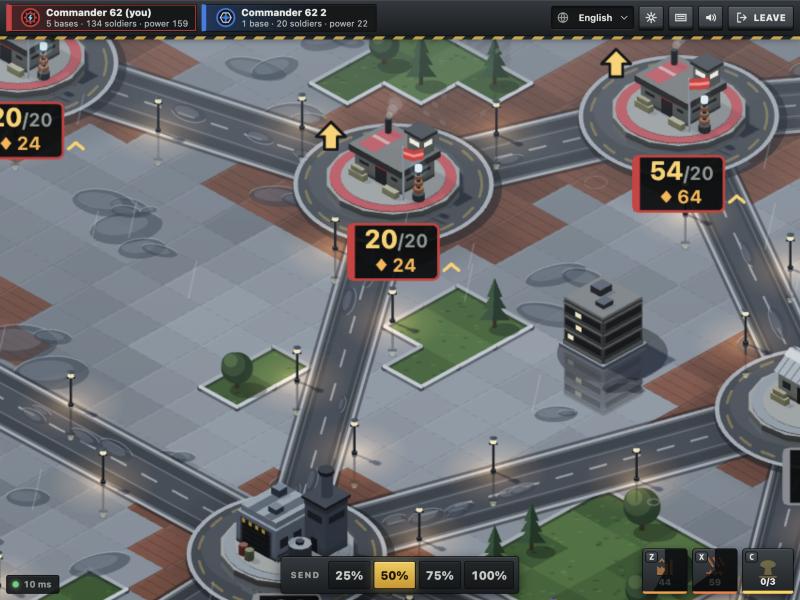 Commander 62 (you)
5 bases · 134 soldiers · power 159
Commander 62 2
1 base · 20 soldiers · power 22
English
LEAVE
20/20
24
54/20
64
20/20
24
10 ms
SEND
25%
50%
75%
100%
Z
44
X
59
C
0/3